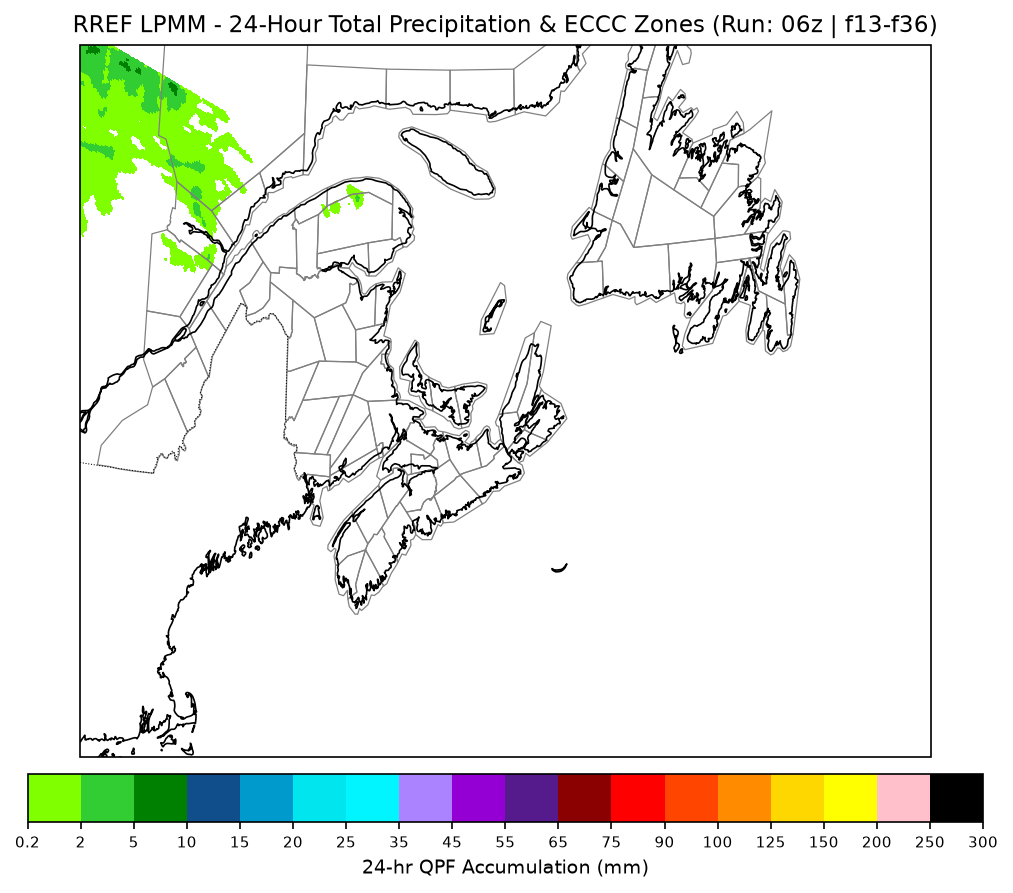 RREF LPMM - 24-Hour Total Precipitation & ECCC Zones (Run: 06z | f13-f36)
0.2 2 5 10 15 20 25 35 45 55 65 75 90 100 125 150 200 250 300
24-hr QPF Accumulation (mm)